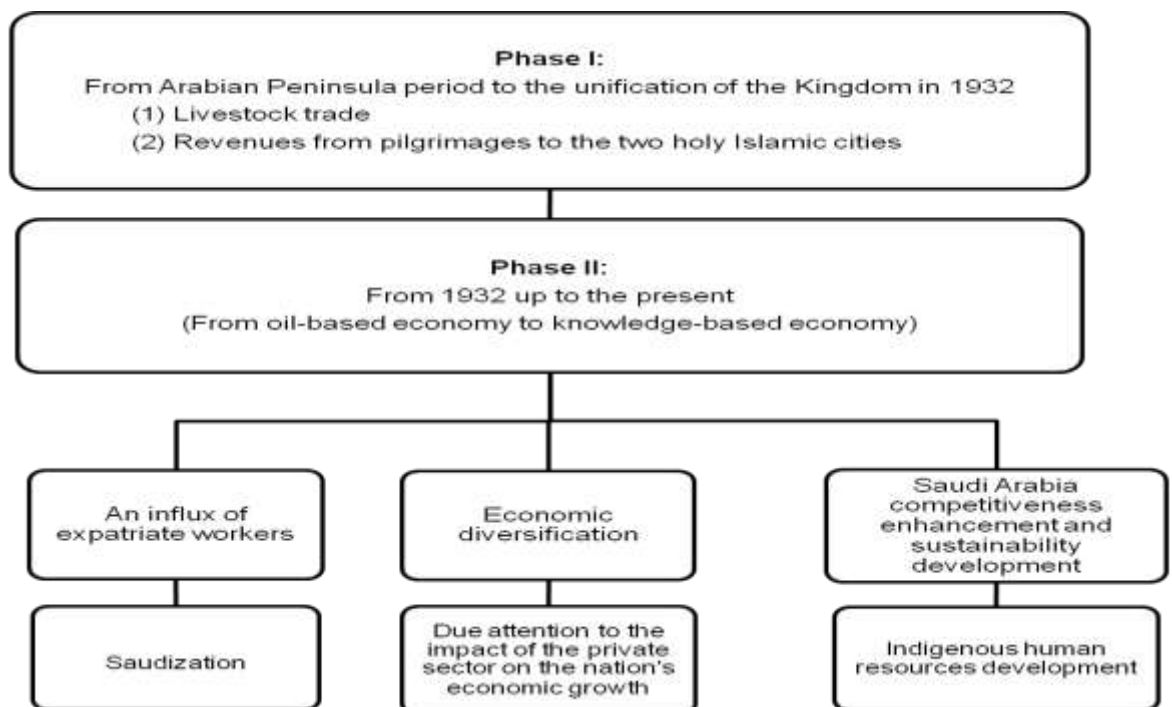 Phase I:
From Arabian Peninsula period to the unification of the Kingdom in 1932
(1) Livestock trade
(2) Revenues from pilgrimages to the two holy Islamic cities
Phase II:
From 1932 up to the present
(From oil-based economy to knowledge-based economy)
An influx of
expatriate workers
Economic
diversification
Saudi Arabia
competitiveness
enhancement and
sustainability
development
Saudization
Due attention to the
impact of the private
sector on the nation's
economic growth
Indigenous human
resources development